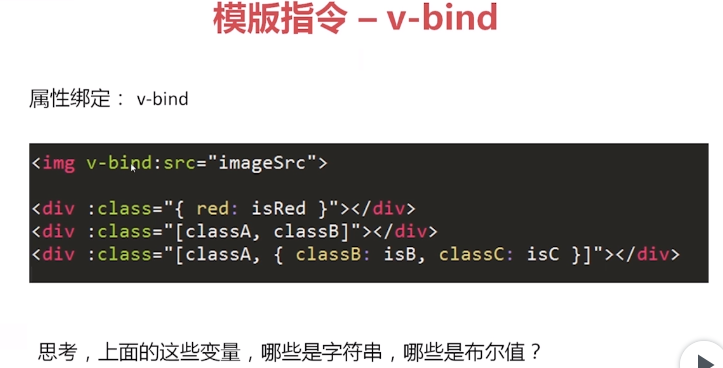 模版指令 – v-bind
属性绑定： v-bind
<img v-bind:src="imageSrc">
<div :class="{ red: isRed }"></div>
<div :class="[classA, classB]"></div>
<div :class="[classA, { classB: isB, classC: isC }]"></div>
思考，上面的这些变量，哪些是字符串，哪些是布尔值？